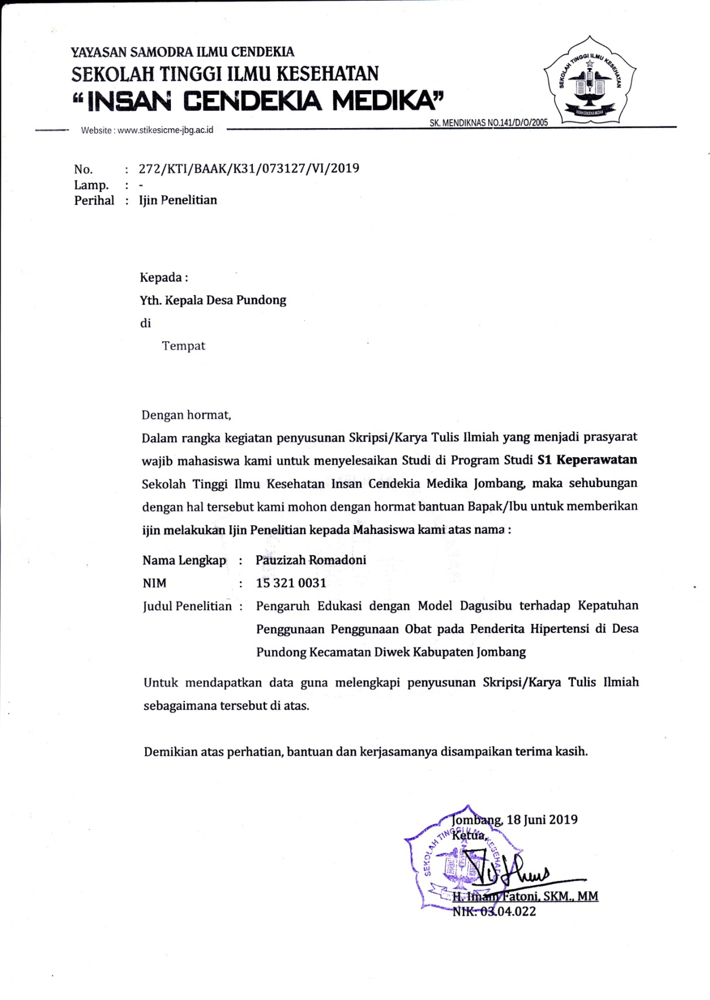 YAYASAN SAMODRA ILMU CENDEKIA
SEKOLAH TINGGI ILMU KESEHATAN
“INSAN CENDEKIA MEDIKA”
SEKOLAH TINGGI ILMU KESEHATAN
INSAN CENDEKIA MEDIKA
SK. MENDIKNAS NO.141/D/O/2005
Website : www.stikesicme-jbg.ac.id
No. : 272/KTI/BAAK/K31/073127/VI/2019
Lamp. : -
Perihal : Ijin Penelitian
Kepada :
Yth. Kepala Desa Pundong
di
Tempat
Dengan hormat,
Dalam rangka kegiatan penyusunan Skripsi/Karya Tulis Ilmiah yang menjadi prasyarat
wajib mahasiswa kami untuk menyelesaikan Studi di Program Studi S1 Keperawatan
Sekolah Tinggi Ilmu Kesehatan Insan Cendekia Medika Jombang, maka sehubungan
dengan hal tersebut kami mohon dengan hormat bantuan Bapak/Ibu untuk memberikan
ijin melakukan Ijin Penelitian kepada Mahasiswa kami atas nama :
Nama Lengkap : Pauzizah Romadoni
NIM : 15 321 0031
Judul Penelitian : Pengaruh Edukasi dengan Model Dagusibu terhadap Kepatuhan
Penggunaan Penggunaan Obat pada Penderita Hipertensi di Desa
Pundong Kecamatan Diwek Kabupaten Jombang
Untuk mendapatkan data guna melengkapi penyusunan Skripsi/Karya Tulis Ilmiah
sebagaimana tersebut di atas.
Demikian atas perhatian, bantuan dan kerjasamanya disampaikan terima kasih.
Jombang, 18 Juni 2019
Ketua,
SEKOLAH TINGGI ILMU KESEHATAN
H. Imam Fatoni, SKM., MM
NIK. 03.04.022